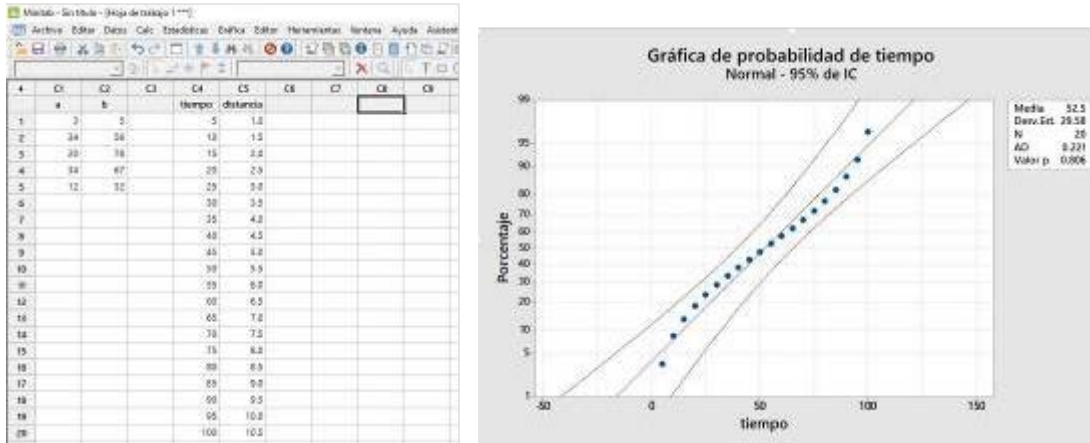 Minitab - Sin título - [Hoja de trabajo 1 ***]
Archivo Editar Datos Calc Estadísticas Gráfica Editor Herramientas Ventana Ayuda Asistent
C1 C2 C3 C4 C5 C6 C7 C8 C9
a b tiempo distancia
1 3 5 5 1.0
2 34 56 10 1.5
3 20 78 15 2.0
4 67 20 2.5
5 12 32 25 3.0
6 30 3.5
7 35 4.0
8 40 4.5
9 45 5.0
10 50 5.5
11 55 6.0
12 60 6.5
13 65 7.0
14 70 7.5
15 75 8.0
16 80 8.5
17 85 9.0
18 90 9.5
19 95 10.0
20 100 10.5
Gráfica de probabilidad de tiempo
Normal - 95% de IC
Media 52.5
Desv.Est. 29.58
N 20
AD 0.221
Valor p 0.806
99
95
90
80
70
60
50
40
30
20
10
5
1
Porcentaje
-50 0 50 100 150
tiempo